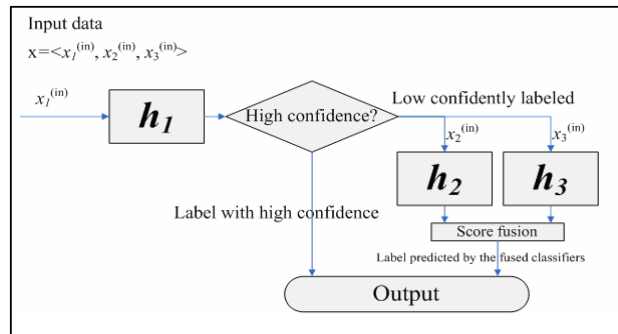 Input data
x=<x₁⁽ⁱⁿ⁾, x₂⁽ⁱⁿ⁾, x₃⁽ⁱⁿ⁾>
x₁⁽ⁱⁿ⁾
h₁
High confidence?
Low confidently labeled
x₂⁽ⁱⁿ⁾
x₃⁽ⁱⁿ⁾
h₂
h₃
Label with high confidence
Score fusion
Label predicted by the fused classifiers
Output